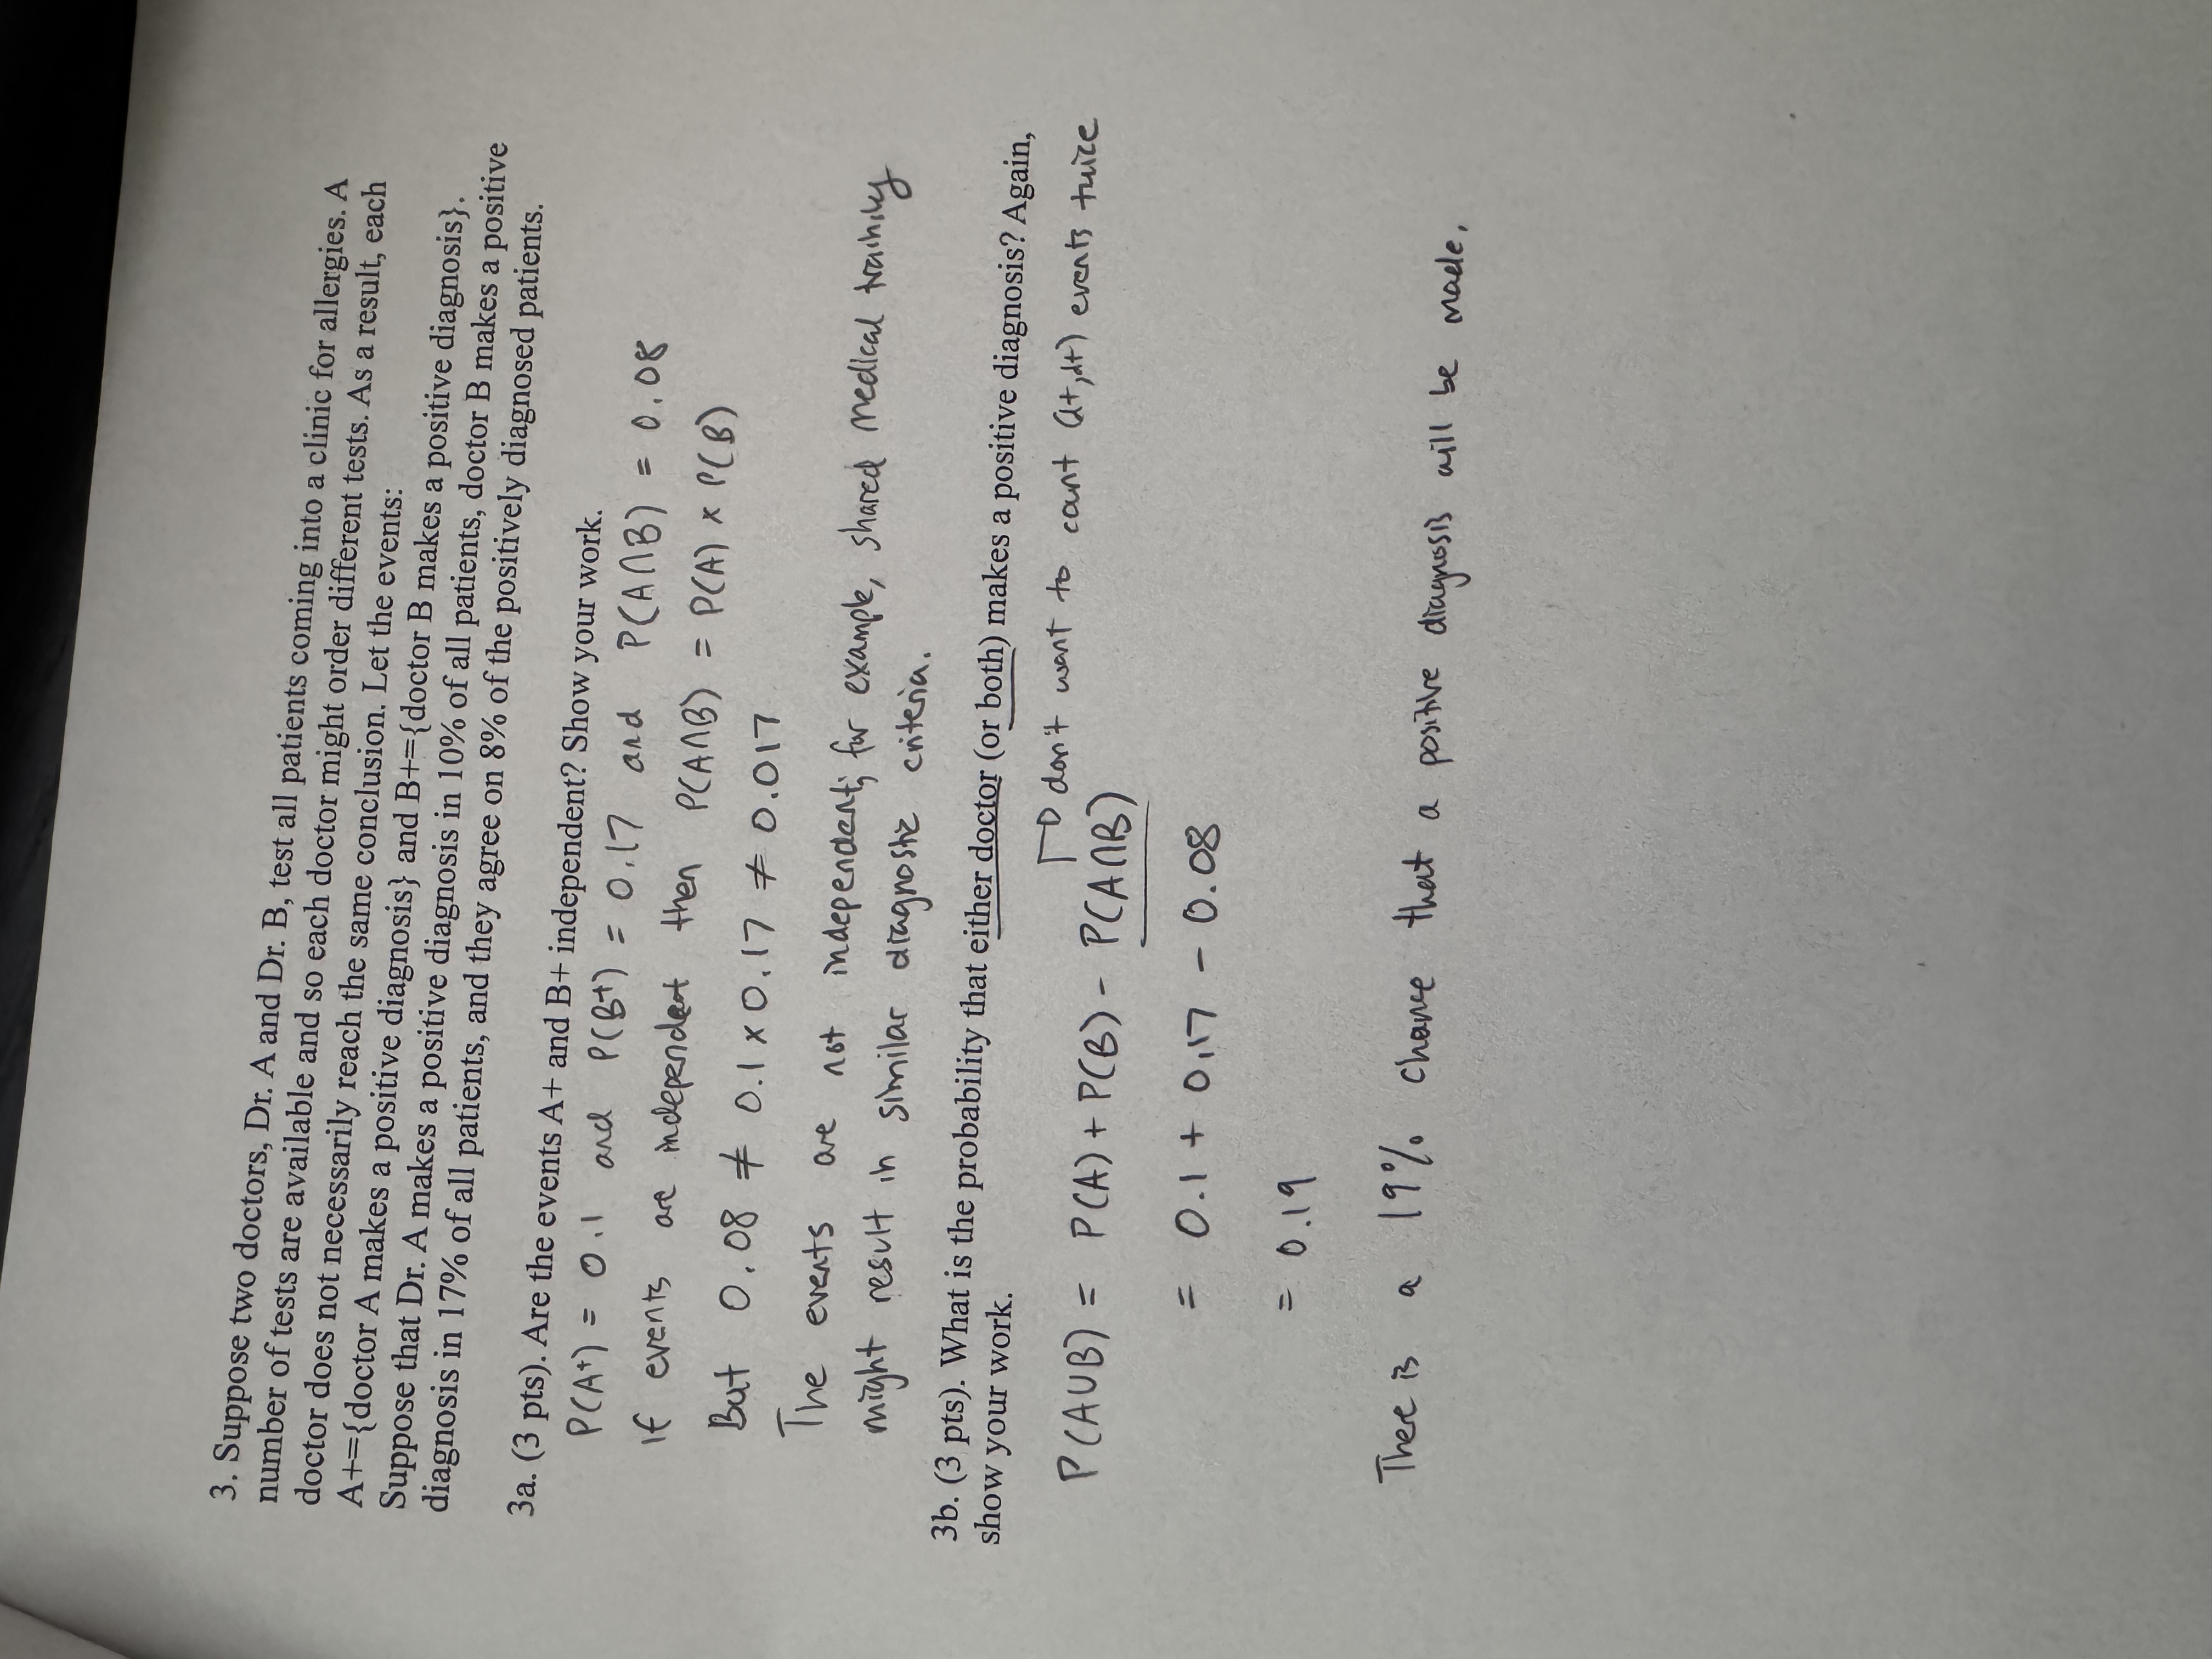 3. Suppose two doctors, Dr. A and Dr. B, test all patients coming into a clinic for allergies. A
number of tests are available and so each doctor might order different tests. As a result, each
doctor does not necessarily reach the same conclusion. Let the events:
A+={doctor A makes a positive diagnosis} and B+={doctor B makes a positive diagnosis}.
Suppose that Dr. A makes a positive diagnosis in 10% of all patients, doctor B makes a positive
diagnosis in 17% of all patients, and they agree on 8% of the positively diagnosed patients.
3a. (3 pts). Are the events A+ and B+ independent? Show your work.
P(A⁺) = 0.1 and P(B⁺) = 0.17 and P(A∩B) = 0.08
If events are independent then P(A∩B) = P(A) x P(B)
But 0.08 ≠ 0.1 x 0.17 ≠ 0.017
The events are not independent; for example, shared medical training
might result in similar diagnostic criteria.
3b. (3 pts). What is the probability that either doctor (or both) makes a positive diagnosis? Again,
show your work.
don't want to count (d+,d+) events twice
P(A∪B) = P(A) + P(B) - P(A∩B)
= 0.1 + 0.17 - 0.08
= 0.19
There is a 19% chance that a positive diagnosis will be made.